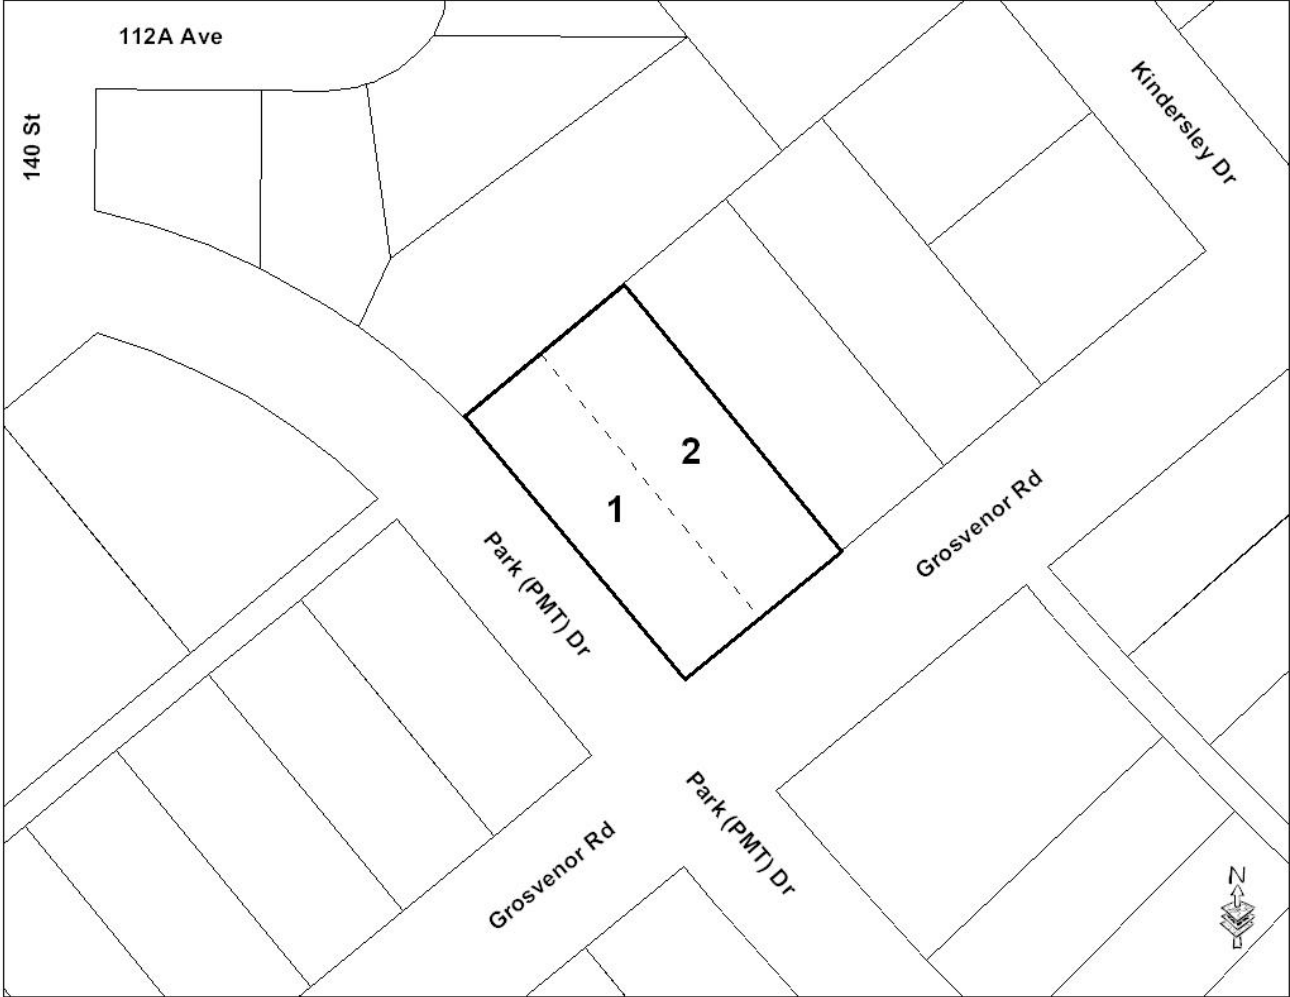 112A Ave
Kindersley Dr
140 St
2
1
Grosvenor Rd
Park (PMT) Dr
Park (PMT) Dr
Grosvenor Rd
N